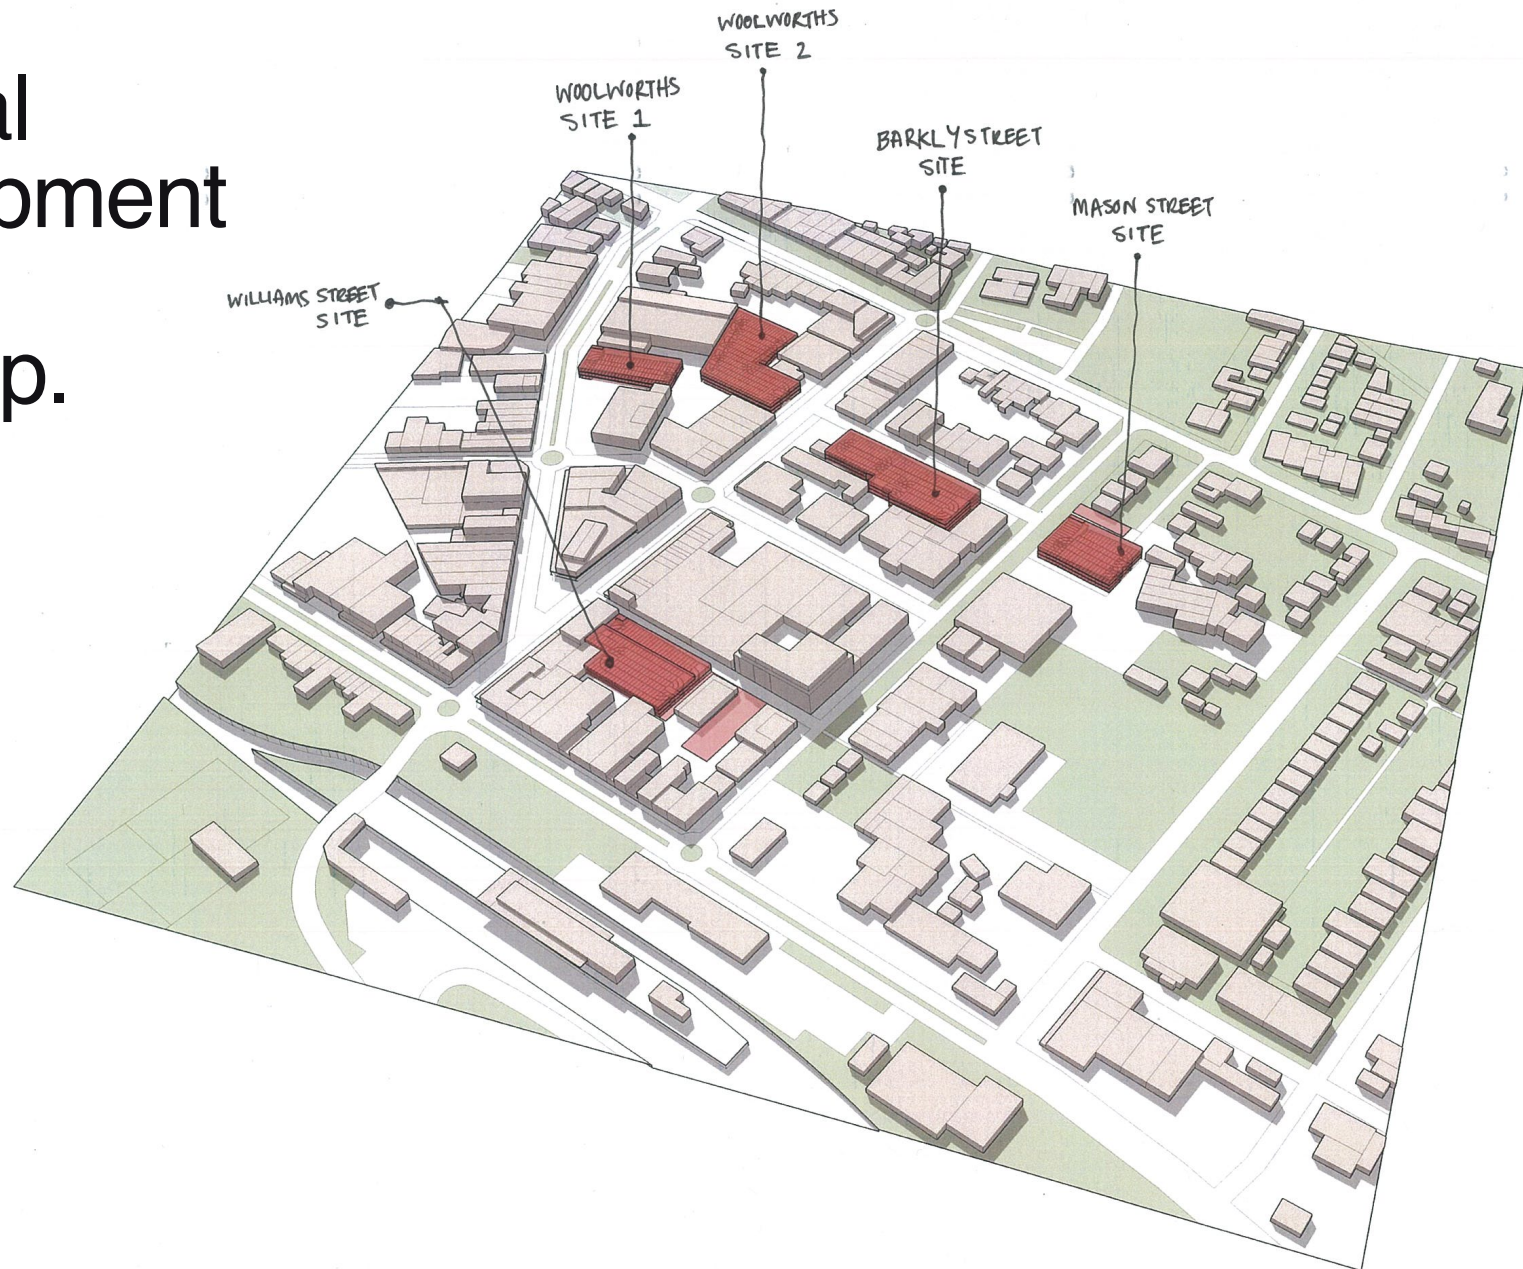 al
pment
p.
WOOLWORTHS
SITE 2
WOOLWORTHS
SITE 1
BARKLY STREET
SITE
MASON STREET
SITE
WILLIAMS STREET
SITE